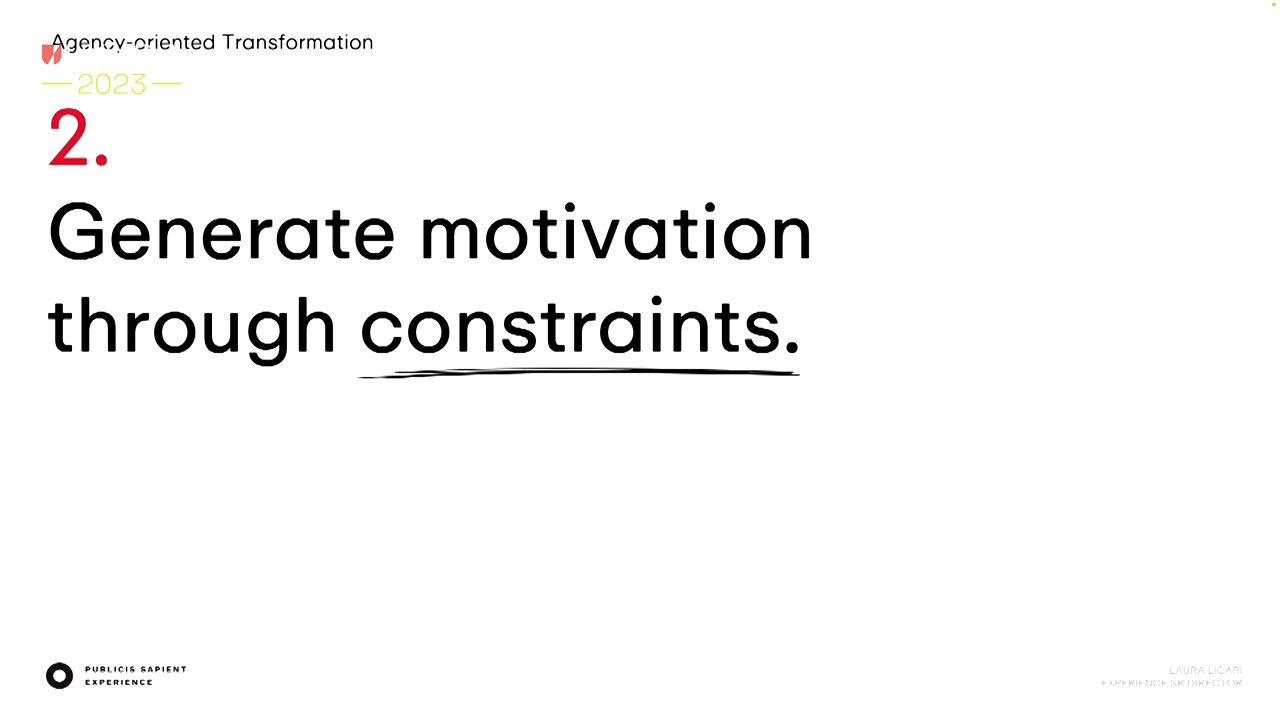 Agency-oriented Transformation
—2023—
2.
Generate motivation
through constraints.
PUBLICIS SAPIENT
EXPERIENCE
LAURA LICARI
EXPERIENCE SR DIRECTOR